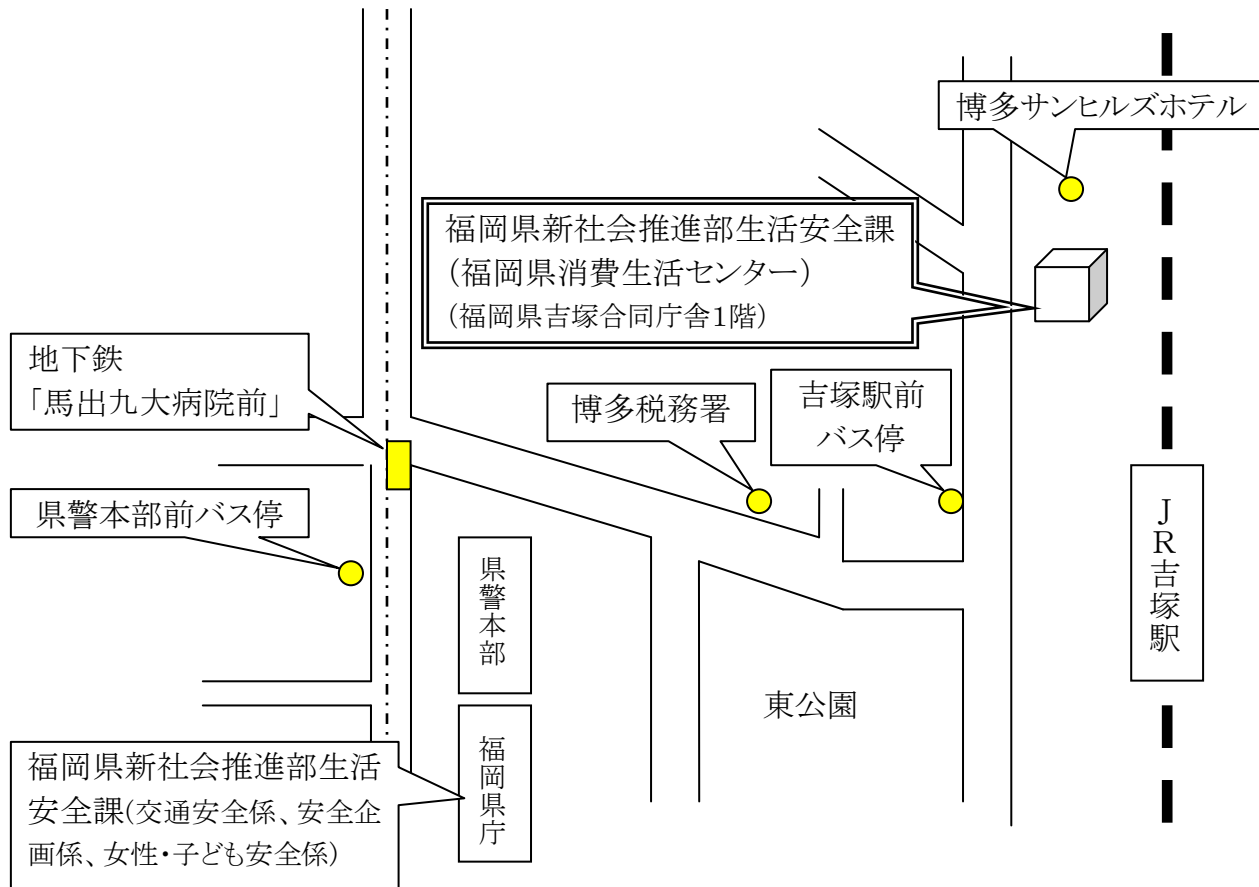 博多サンヒルズホテル
福岡県新社会推進部生活安全課
(福岡県消費生活センター)
(福岡県吉塚合同庁舎1階)
地下鉄
「馬出九大病院前」
博多税務署
吉塚駅前
バス停
県警本部前バス停
JR吉塚駅
県警本部
東公園
福岡県新社会推進部生活
安全課(交通安全係、安全企
画係、女性・子ども安全係)
福岡県庁